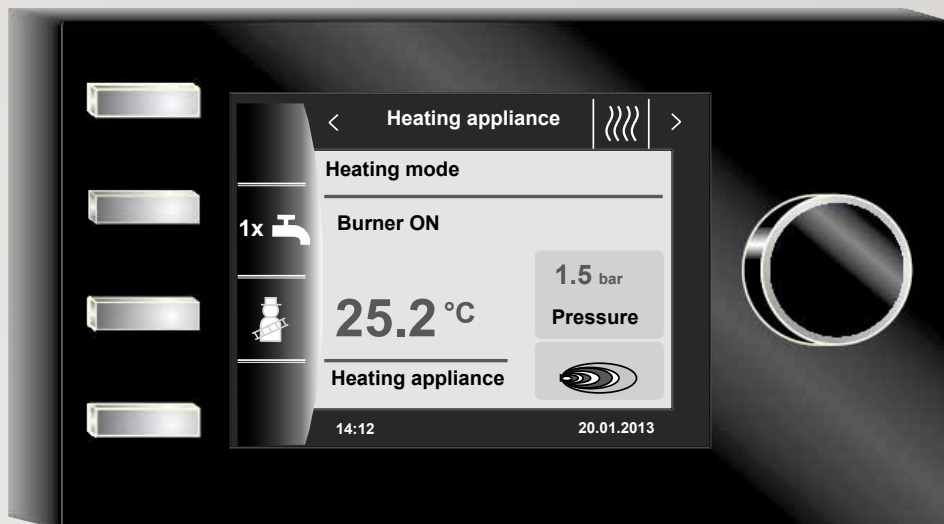 Heating appliance
Heating mode
1x
Burner ON
1.5 bar
25.2 °C
Pressure
Heating appliance
14:12
20.01.2013